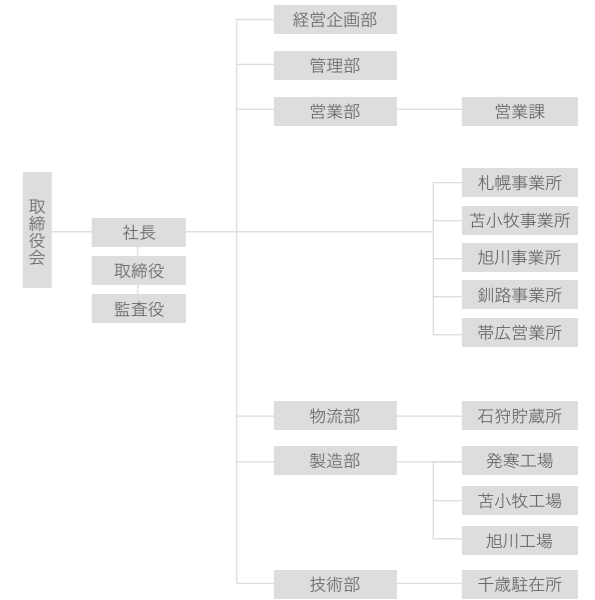 取締役会
社長
取締役
監査役
経営企画部
管理部
営業部
営業課
札幌事業所
苫小牧事業所
旭川事業所
釧路事業所
帯広営業所
物流部
石狩貯蔵所
製造部
発寒工場
苫小牧工場
旭川工場
技術部
千歳駐在所